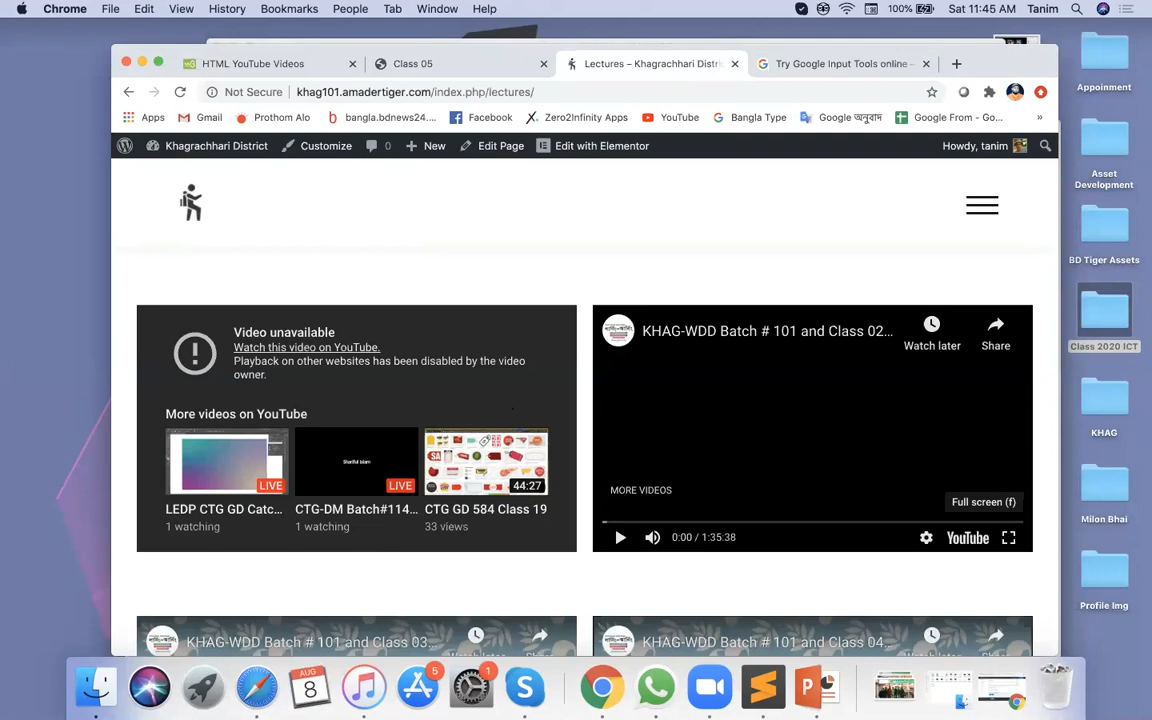 Chrome File Edit View History Bookmarks People Tab Window Help 100% Sat 11:45 AM Tanim
HTML YouTube Videos Class 05 Lectures – Khagrachhari Distri Try Google Input Tools online –
Not Secure khag101.amadertiger.com/index.php/lectures/
Apps Gmail Prothom Alo bangla.bdnews24.... Facebook Zero2Infinity Apps YouTube Bangla Type Google অনুবাদ Google From - Go... »
Khagrachhari District Customize 0 New Edit Page Edit with Elementor Howdy, tanim
Video unavailable
Watch this video on YouTube.
Playback on other websites has been disabled by the video
owner.
More videos on YouTube
LIVE
Shariful Islam
LIVE
44:27
LEDP CTG GD Catc... CTG-DM Batch#114... CTG GD 584 Class 19
1 watching 1 watching 33 views
KHAG-WDD Batch # 101 and Class 02...
Watch later Share
MORE VIDEOS
Full screen (f)
0:00 / 1:35:38 YouTube
KHAG-WDD Batch # 101 and Class 03...
KHAG-WDD Batch # 101 and Class 04...
Appoinment
Asset
Development
BD Tiger Assets
Class 2020 ICT
KHAG
Milon Bhai
Profile Img
AUG
8
5
1